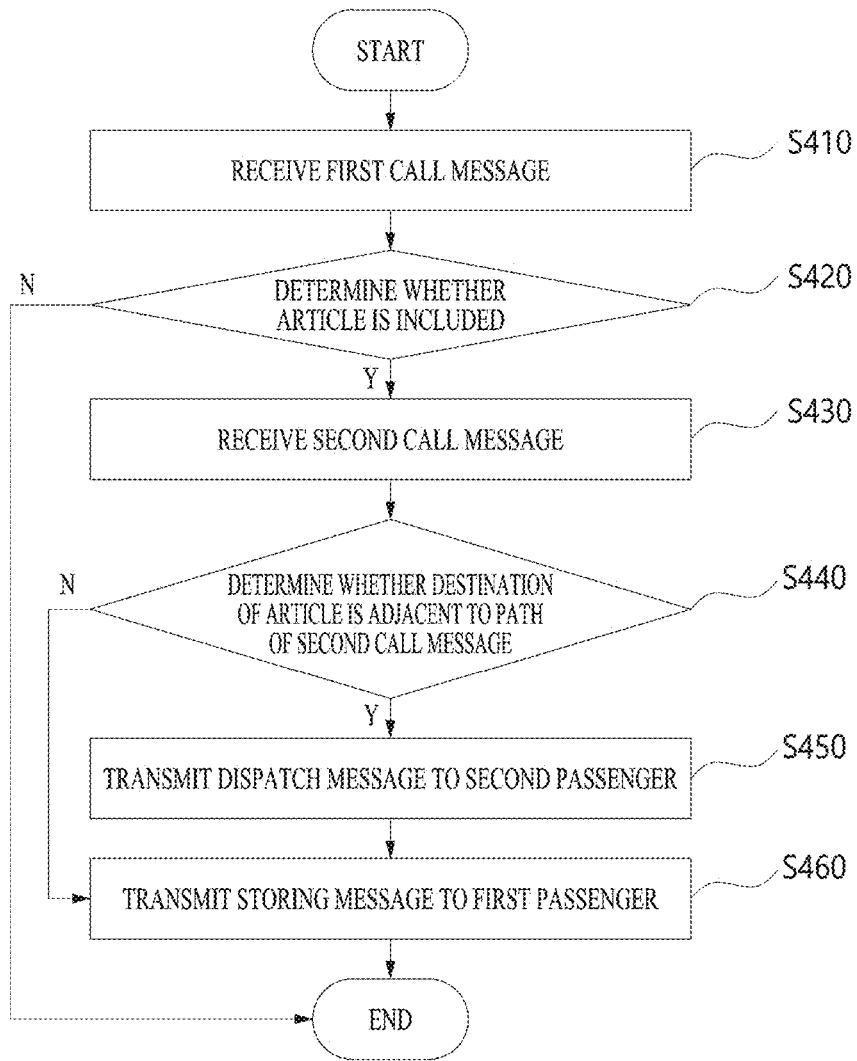 START
RECEIVE FIRST CALL MESSAGE
S410
N
DETERMINE WHETHER
ARTICLE IS INCLUDED
S420
Y
RECEIVE SECOND CALL MESSAGE
S430
N
DETERMINE WHETHER DESTINATION
OF ARTICLE IS ADJACENT TO PATH
OF SECOND CALL MESSAGE
S440
Y
TRANSMIT DISPATCH MESSAGE TO SECOND PASSENGER
S450
TRANSMIT STORING MESSAGE TO FIRST PASSENGER
S460
END